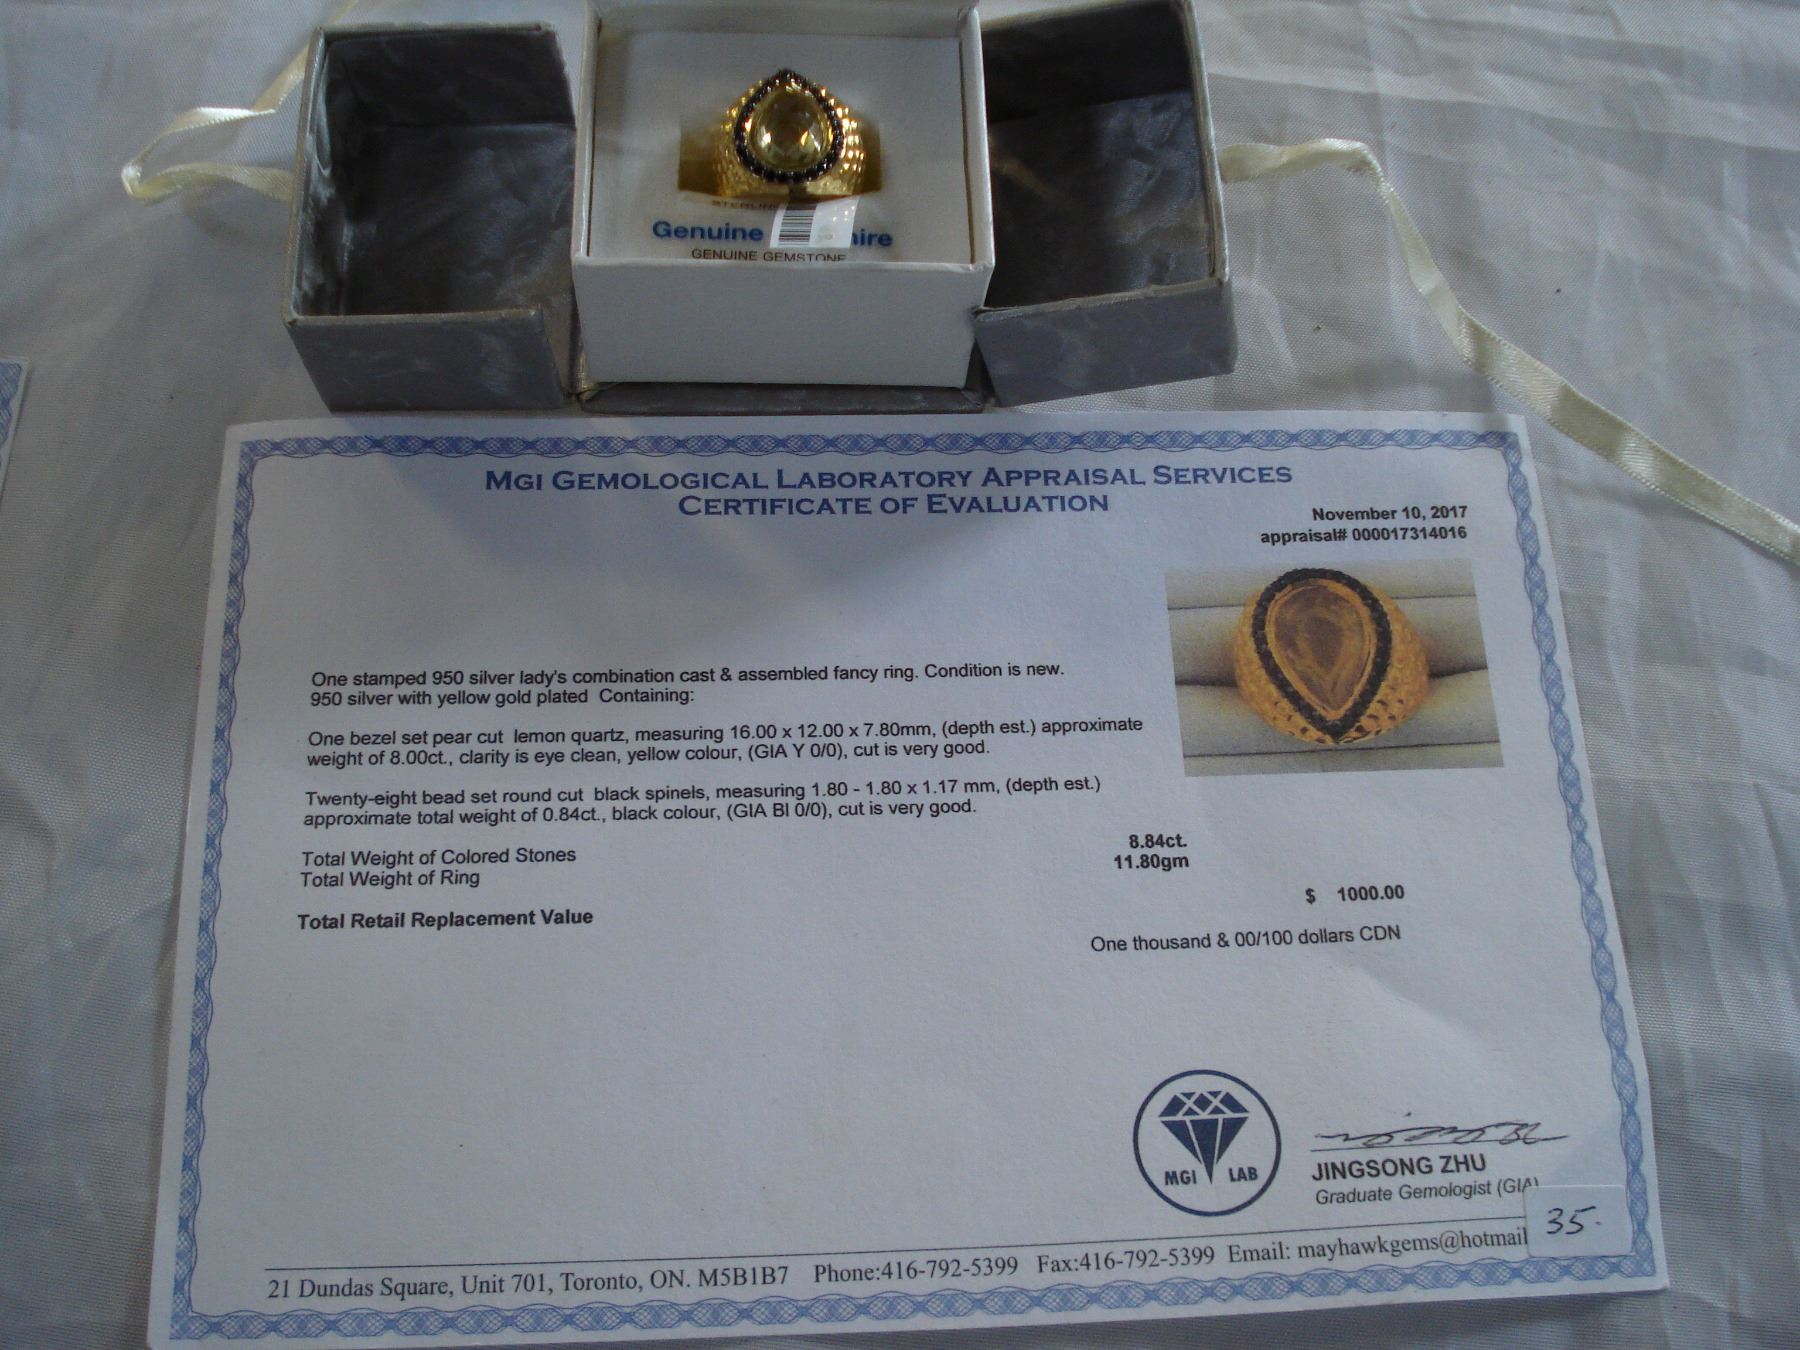 STERLIN
Genuine hire
GENUINE GEMSTONE
MGI GEMOLOGICAL LABORATORY APPRAISAL SERVICES
CERTIFICATE OF EVALUATION
November 10, 2017
appraisal# 000017314016
One stamped 950 silver lady's combination cast & assembled fancy ring. Condition is new.
950 silver with yellow gold plated Containing:
One bezel set pear cut lemon quartz, measuring 16.00 x 12.00 x 7.80mm, (depth est.) approximate
weight of 8.00ct., clarity is eye clean, yellow colour, (GIA Y 0/0), cut is very good.
Twenty-eight bead set round cut black spinels, measuring 1.80 - 1.80 x 1.17 mm, (depth est.)
approximate total weight of 0.84ct., black colour, (GIA Bl 0/0), cut is very good.
Total Weight of Colored Stones 8.84ct.
Total Weight of Ring 11.80gm
Total Retail Replacement Value $ 1000.00
One thousand & 00/100 dollars CDN
MGI LAB
JINGSONG ZHU
Graduate Gemologist (GIA)
35.
21 Dundas Square, Unit 701, Toronto, ON. M5B1B7 Phone:416-792-5399 Fax:416-792-5399 Email: mayhawkgems@hotmail